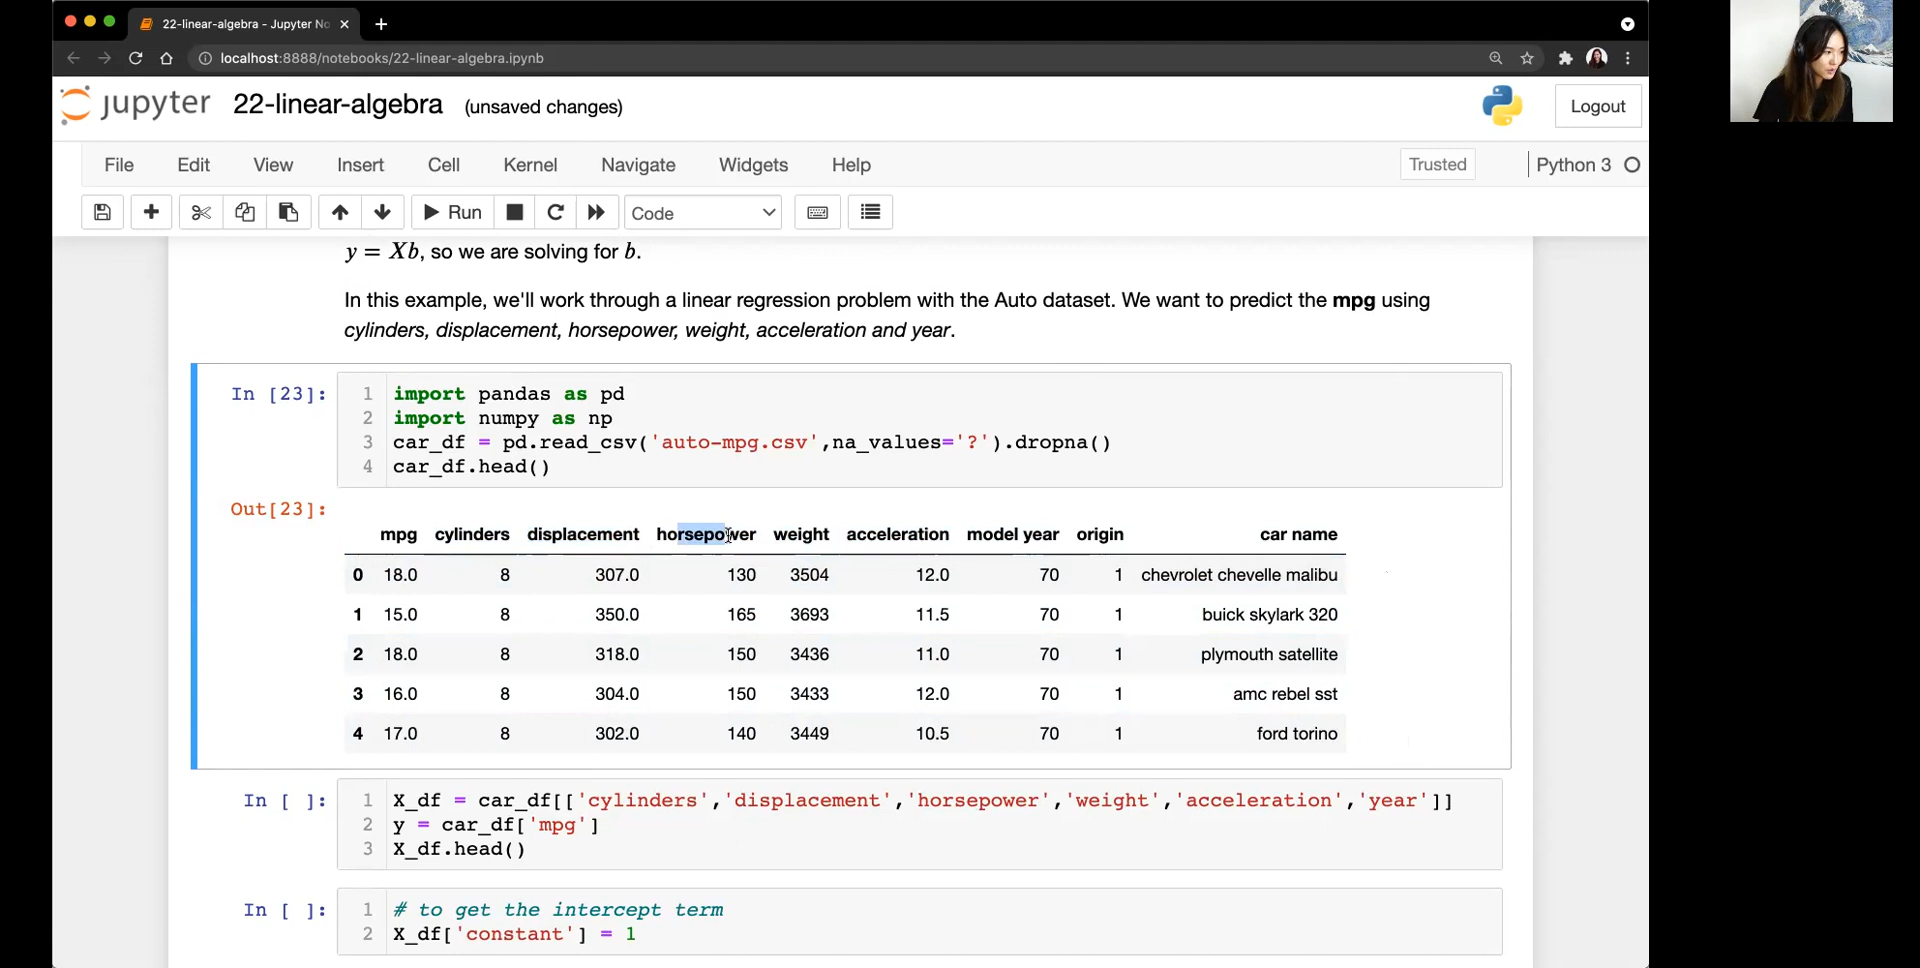 22-linear-algebra - Jupyter No
localhost:8888/notebooks/22-linear-algebra.ipynb
jupyter 22-linear-algebra (unsaved changes) Logout
File Edit View Insert Cell Kernel Navigate Widgets Help Trusted Python 3
Run Code
y = Xb, so we are solving for b.
In this example, we'll work through a linear regression problem with the Auto dataset. We want to predict the mpg using
cylinders, displacement, horsepower, weight, acceleration and year.
In [23]: 1 import pandas as pd
2 import numpy as np
3 car_df = pd.read_csv('auto-mpg.csv',na_values='?').dropna()
4 car_df.head()
Out[23]:
mpg cylinders displacement horsepower weight acceleration model year origin car name
0 18.0 8 307.0 130 3504 12.0 70 1 chevrolet chevelle malibu
1 15.0 8 350.0 165 3693 11.5 70 1 buick skylark 320
2 18.0 8 318.0 150 3436 11.0 70 1 plymouth satellite
3 16.0 8 304.0 150 3433 12.0 70 1 amc rebel sst
4 17.0 8 302.0 140 3449 10.5 70 1 ford torino
In [ ]: 1 X_df = car_df[['cylinders','displacement','horsepower','weight','acceleration','year']]
2 y = car_df['mpg']
3 X_df.head()
In [ ]: 1 # to get the intercept term
2 X_df['constant'] = 1